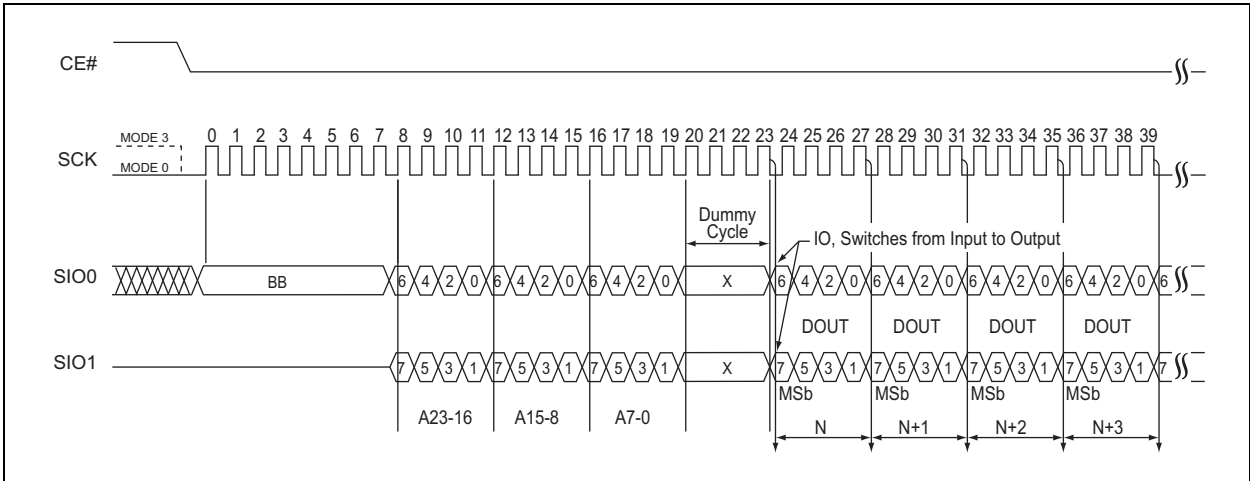 CE#
MODE 3
0 1 2 3 4 5 6 7 8 9 10 11 12 13 14 15 16 17 18 19 20 21 22 23 24 25 26 27 28 29 30 31 32 33 34 35 36 37 38 39
SCK
MODE 0
Dummy
Cycle
IO, Switches from Input to Output
SIO0
BB 6 4 2 0 6 4 2 0 6 4 2 0 X 6 4 2 0 6 4 2 0 6 4 2 0 6 4 2 0 6
DOUT DOUT DOUT DOUT
SIO1
7 5 3 1 7 5 3 1 7 5 3 1 X 7 5 3 1 7 5 3 1 7 5 3 1 7 5 3 1 7
MSb MSb MSb MSb
A23-16 A15-8 A7-0
N N+1 N+2 N+3